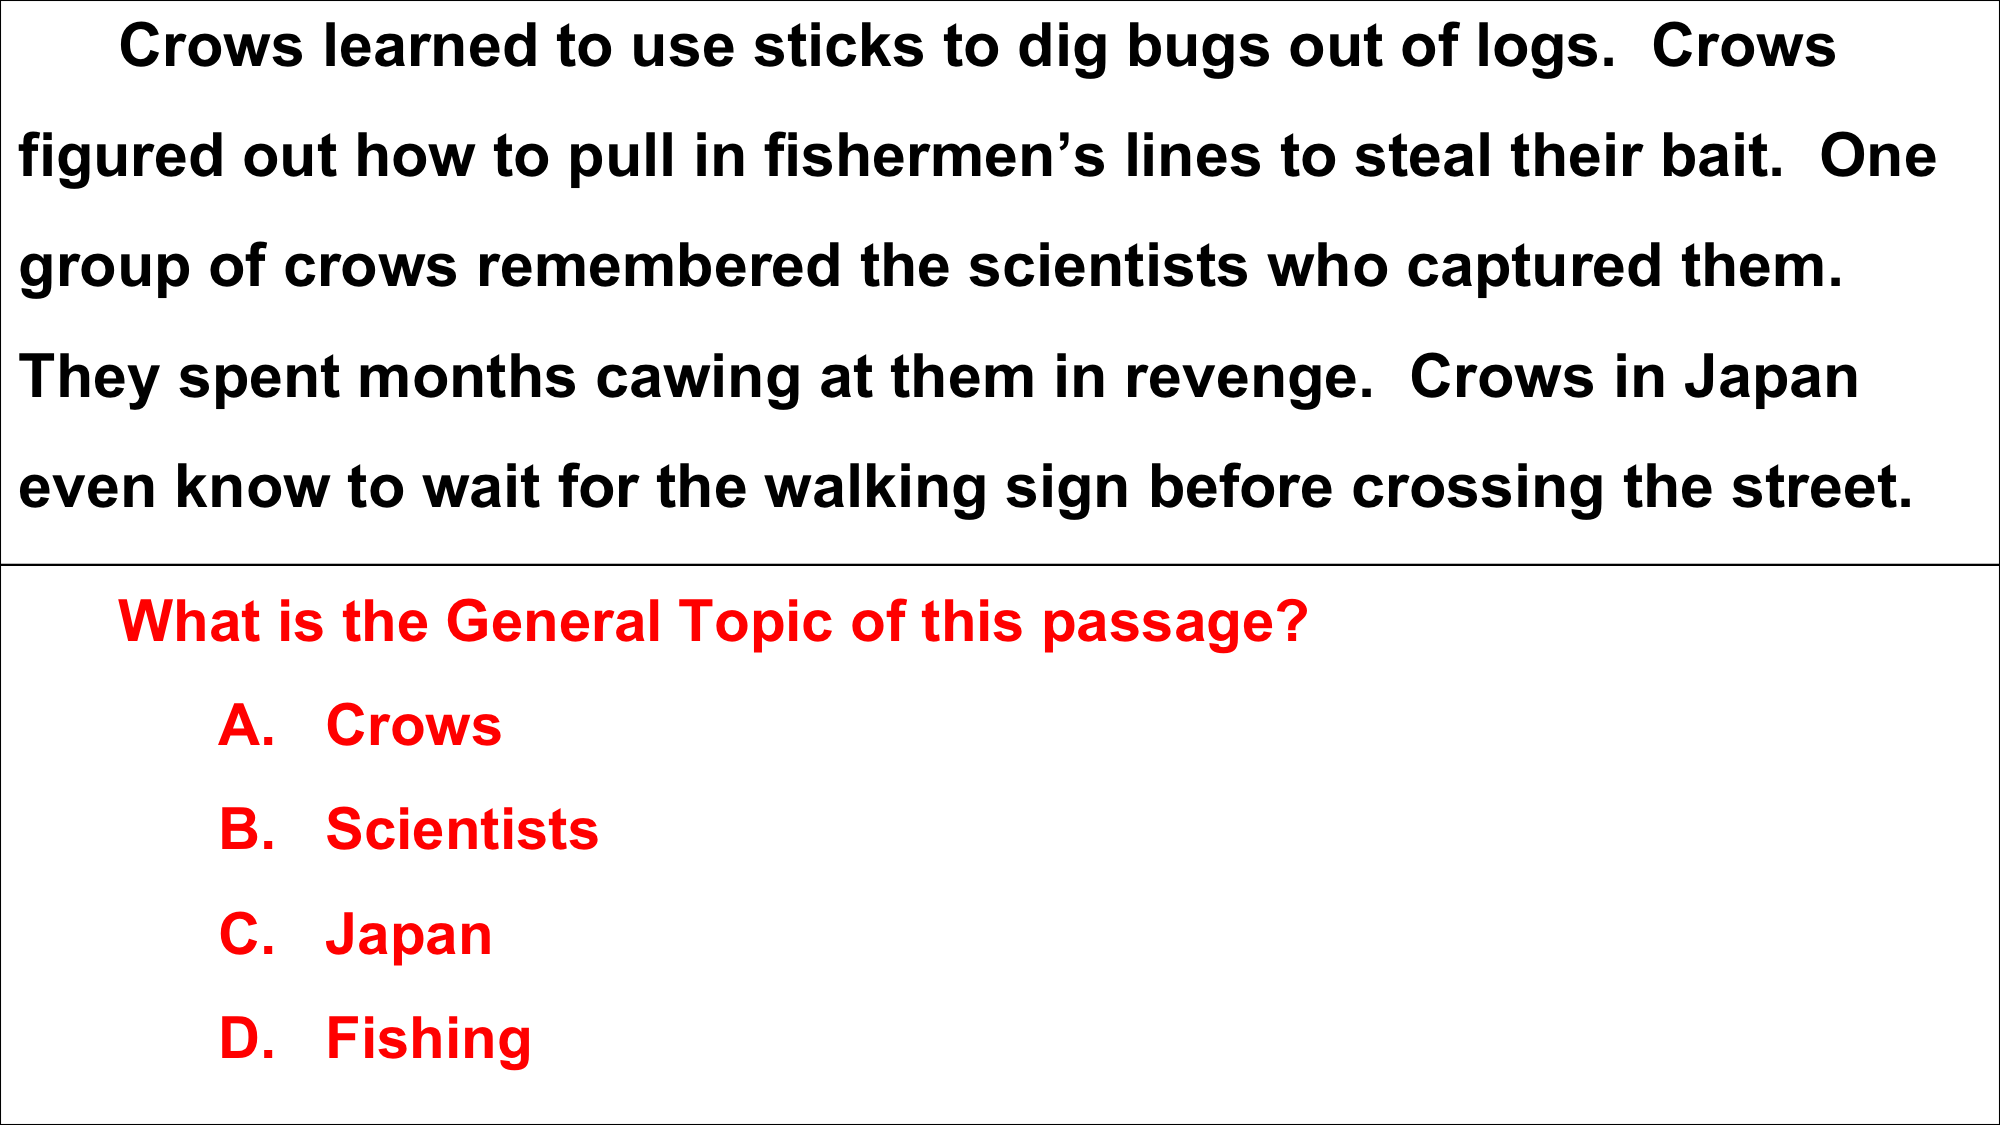 Crows learned to use sticks to dig bugs out of logs.  Crows
figured out how to pull in fishermen’s lines to steal their bait.  One
group of crows remembered the scientists who captured them.
They spent months cawing at them in revenge.  Crows in Japan
even know to wait for the walking sign before crossing the street.
What is the General Topic of this passage?
A. Crows
B. Scientists
C. Japan
D. Fishing